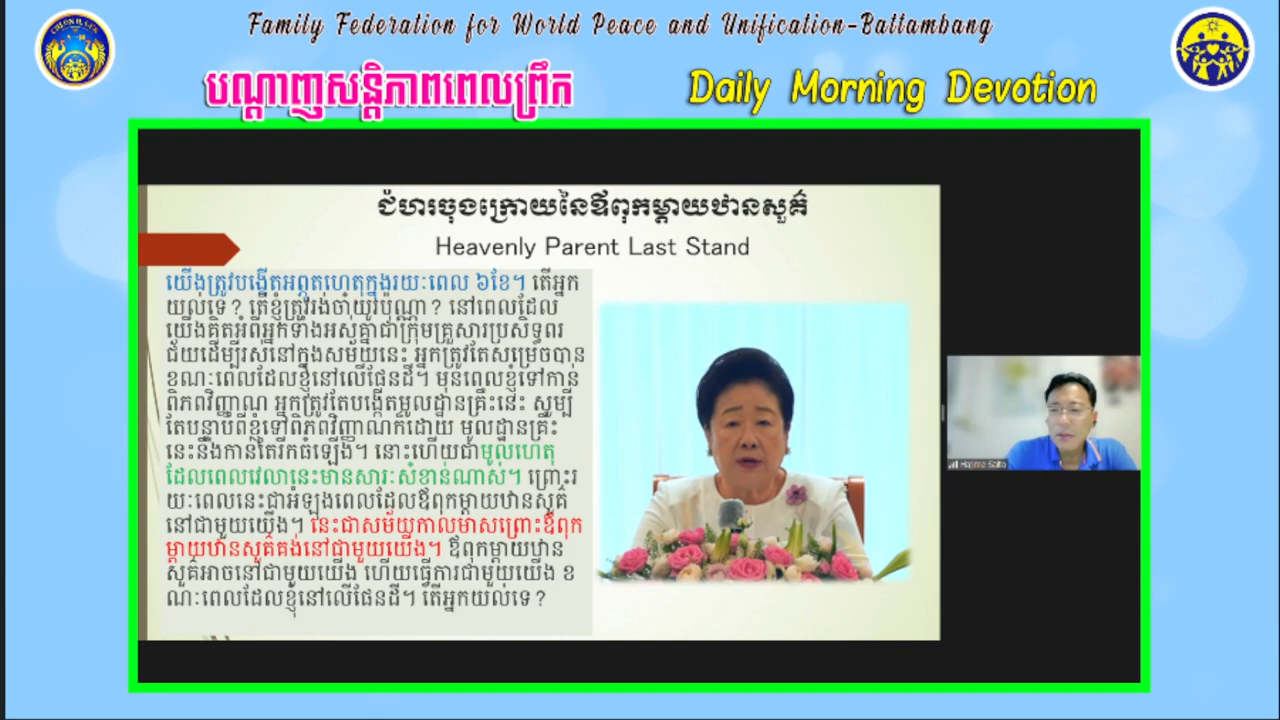 Family Federation for World Peace and Unification-Battambang
បណ្តាញសន្តិភាពពេលព្រឹក
Daily Morning Devotion
CHEON IL GUK
ជំហរចុងក្រោយនៃឪពុកម្តាយឋានសួគ៌
Heavenly Parent Last Stand
យើងត្រូវបង្កើតអព្ភូតហេតុក្នុងរយៈពេល ៦ខែ។ តើអ្នក
យល់ទេ? តើខ្ញុំត្រូវរង់ចាំយូរប៉ុណ្ណា? នៅពេលដែល
យើងគិតអំពីអ្នកទាំងអស់គ្នាជាក្រុមគ្រួសារប្រសិទ្ធពរ
ជ័យដើម្បីរស់នៅក្នុងសម័យនេះ អ្នកត្រូវតែសម្រេចបាន
ខណៈពេលដែលខ្ញុំនៅលើផែនដី។ មុនពេលខ្ញុំទៅកាន់
ពិភពវិញ្ញាណ អ្នកត្រូវតែបង្កើតមូលដ្ឋានគ្រឹះនេះ សូម្បី
តែបន្ទាប់ពីខ្ញុំទៅពិភពវិញ្ញាណក៏ដោយ មូលដ្ឋានគ្រឹះ
នេះនឹងកាន់តែរីកធំឡើង។ នោះហើយជាមូលហេតុ
ដែលពេលវេលានេះមានសារៈសំខាន់ណាស់។ ព្រោះរ
យៈពេលនេះជាអំឡុងពេលដែលឪពុកម្តាយឋានសួគ៌
នៅជាមួយយើង។ នេះជាសម័យកាលមាសព្រោះឪពុក
ម្តាយឋានសួគ៌គង់នៅជាមួយយើង។ ឪពុកម្តាយឋាន
សួគ៌អាចនៅជាមួយយើង ហើយធ្វើការជាមួយយើង ខ
ណៈពេលដែលខ្ញុំនៅលើផែនដី។ តើអ្នកយល់ទេ?
Hajime Saito